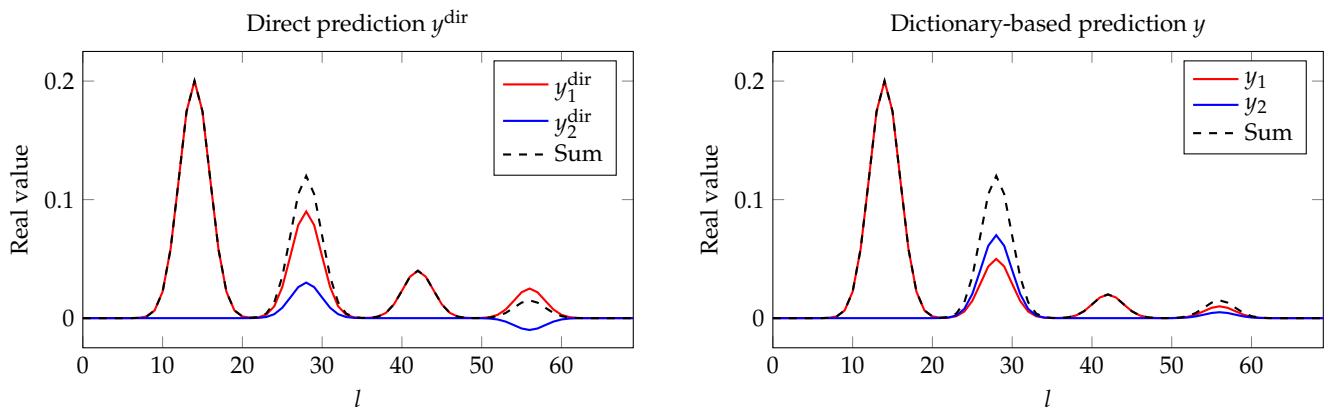 Direct prediction y^dir
Real value
0.2
0.1
0
0 10 20 30 40 50 60
l
y_1^dir
y_2^dir
Sum
Dictionary-based prediction y
Real value
0.2
0.1
0
0 10 20 30 40 50 60
l
y_1
y_2
Sum